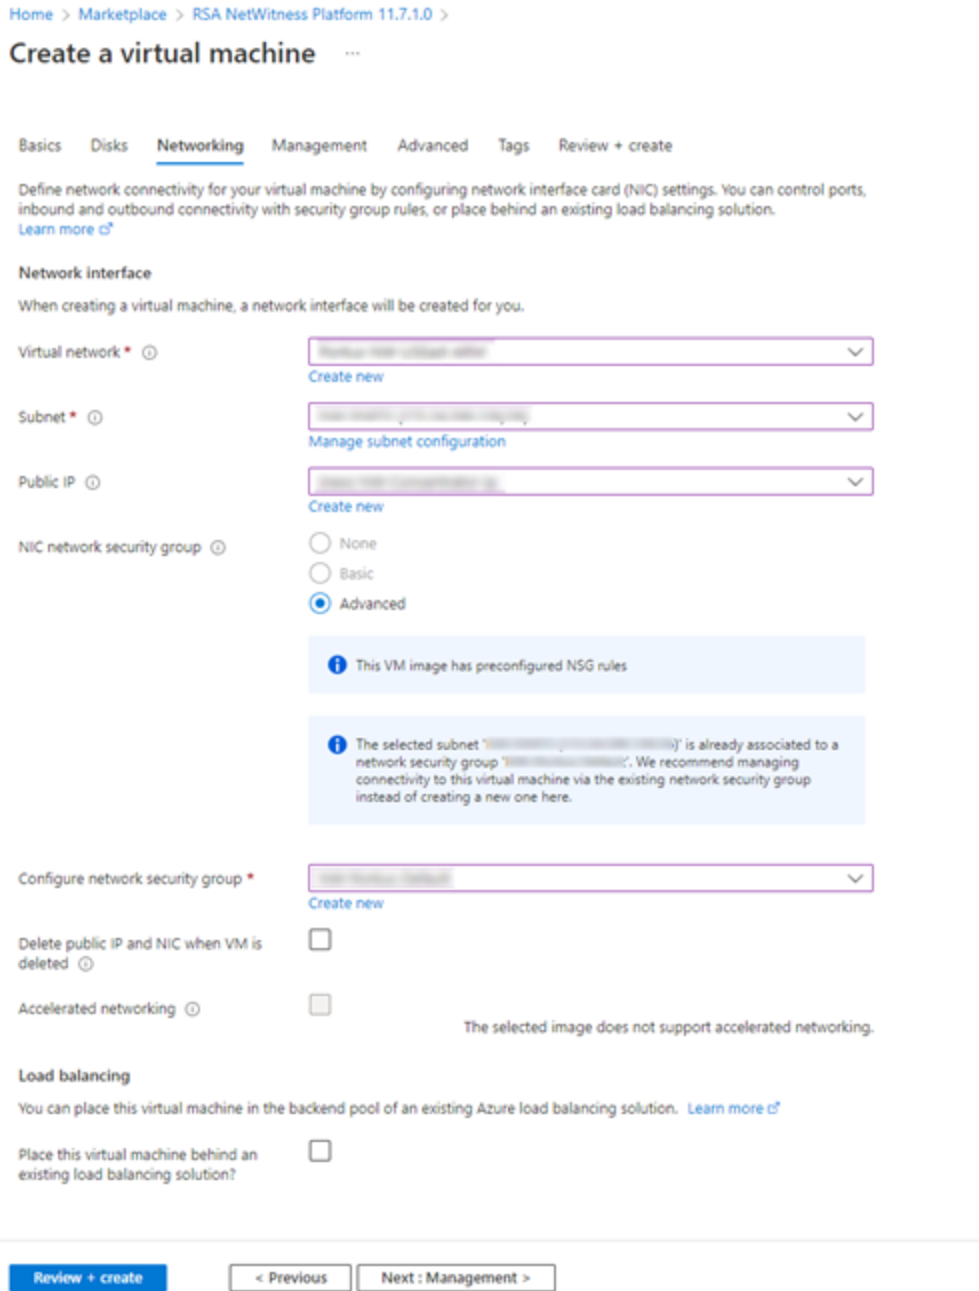 Home > Marketplace > RSA NetWitness Platform 11.7.1.0 >
Create a virtual machine ...
Basics Disks Networking Management Advanced Tags Review + create
Define network connectivity for your virtual machine by configuring network interface card (NIC) settings. You can control ports,
inbound and outbound connectivity with security group rules, or place behind an existing load balancing solution.
Learn more
Network interface
When creating a virtual machine, a network interface will be created for you.
Virtual network *
Create new
Subnet *
Manage subnet configuration
Public IP
Create new
NIC network security group
None
Basic
Advanced
This VM image has preconfigured NSG rules
The selected subnet ' )' is already associated to a
network security group ' '. We recommend managing
connectivity to this virtual machine via the existing network security group
instead of creating a new one here.
Configure network security group *
Create new
Delete public IP and NIC when VM is
deleted
Accelerated networking
The selected image does not support accelerated networking.
Load balancing
You can place this virtual machine in the backend pool of an existing Azure load balancing solution. Learn more
Place this virtual machine behind an
existing load balancing solution?
Review + create < Previous Next : Management >